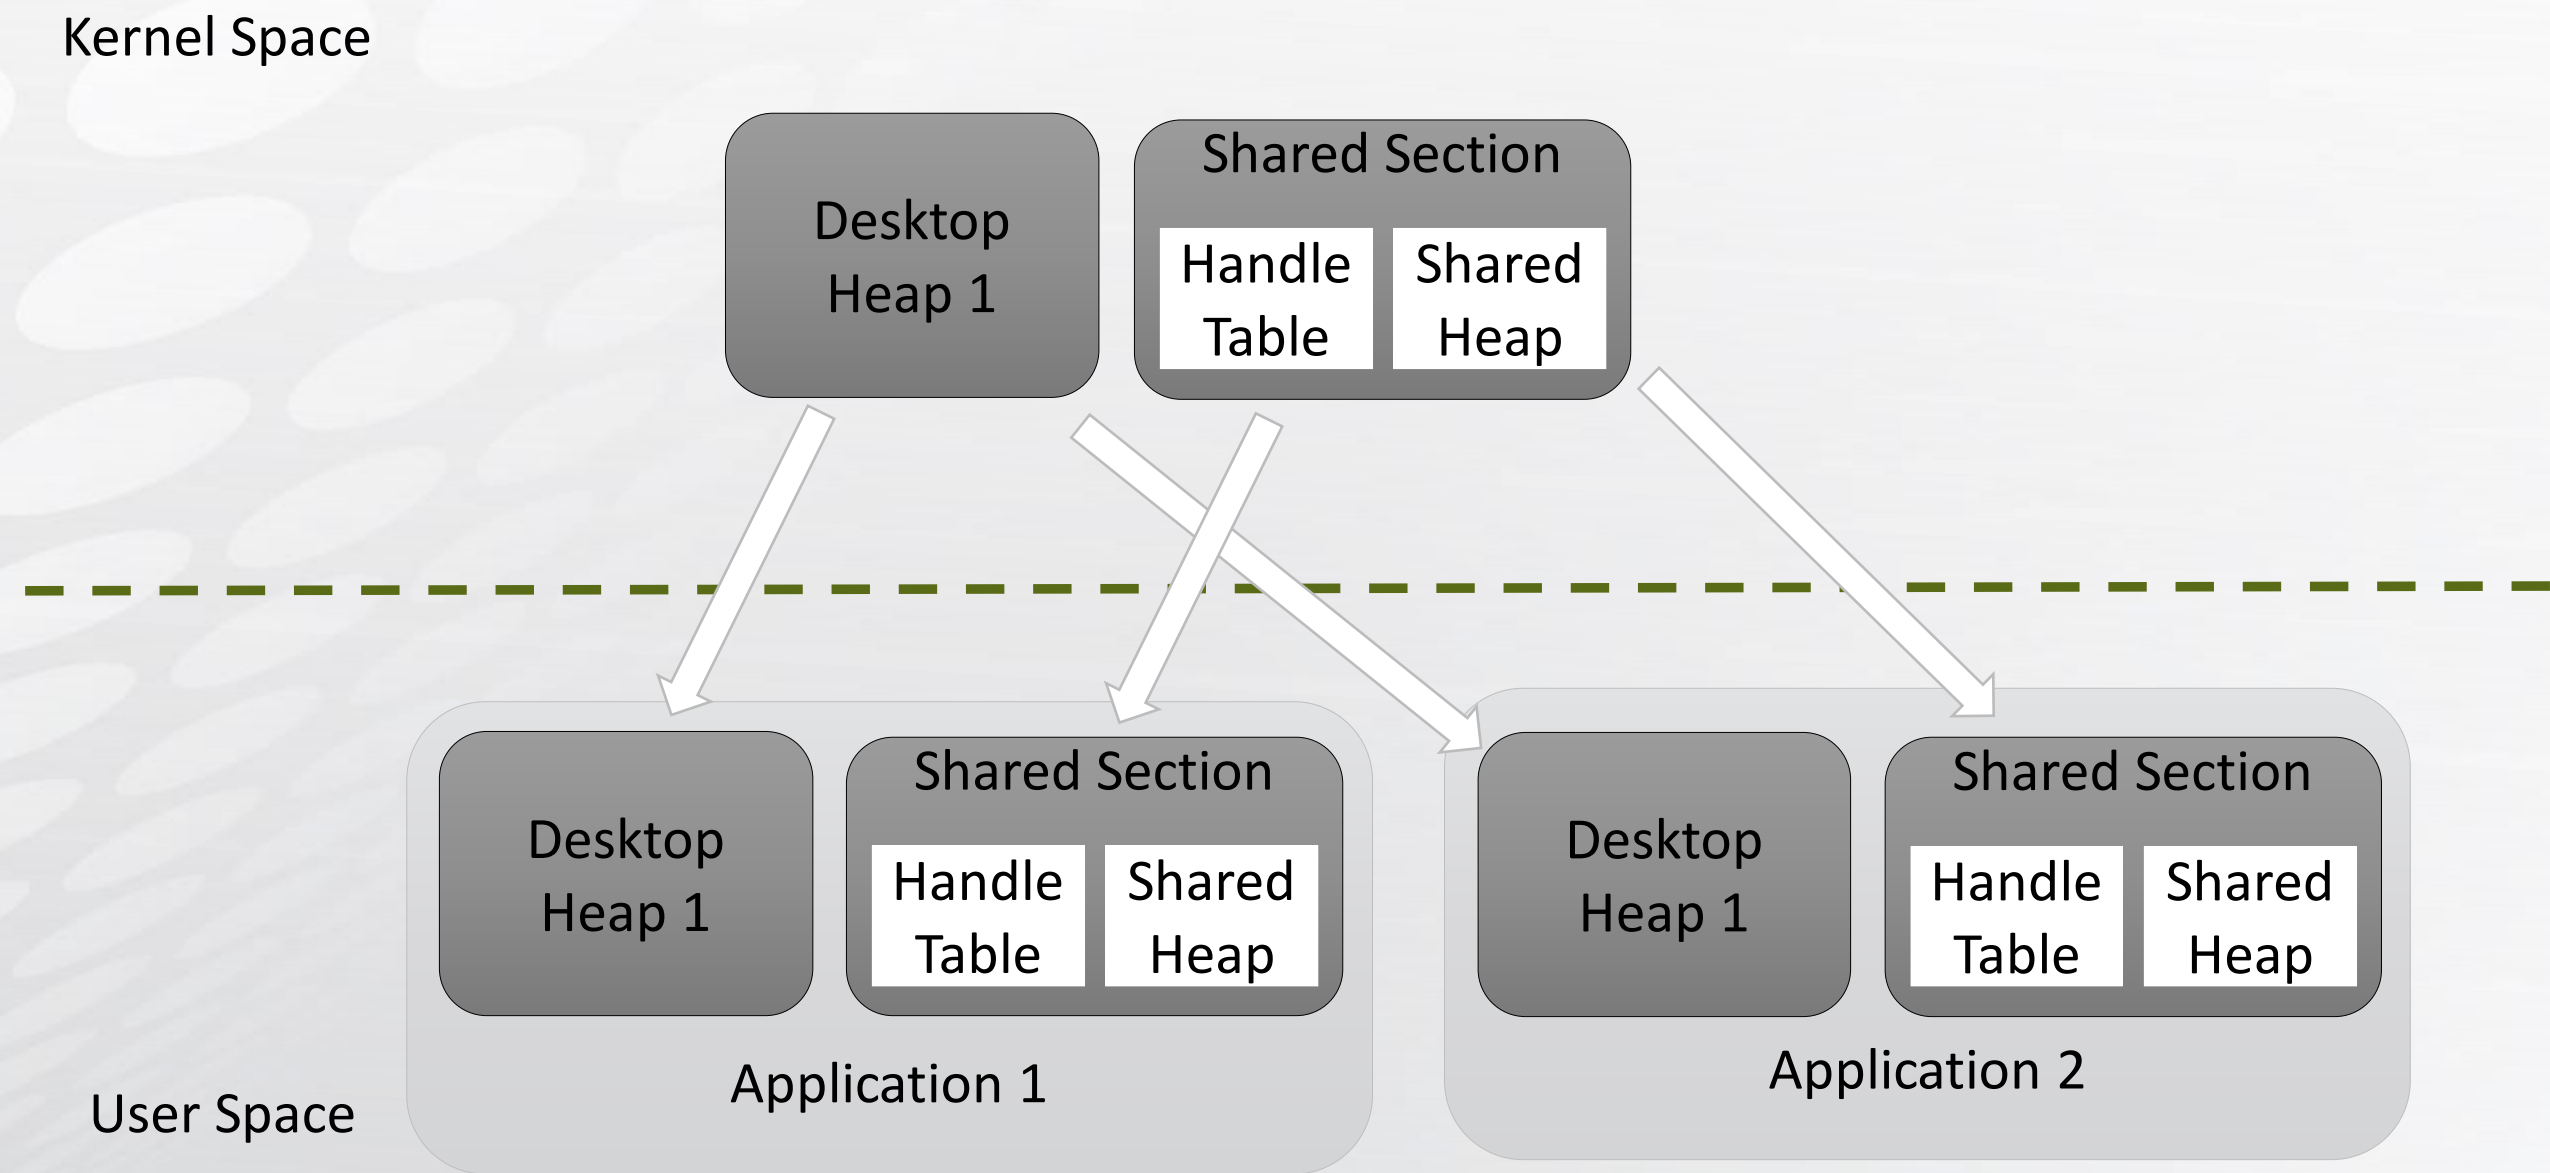 Kernel Space
Desktop
Heap 1
Shared Section
Handle
Table
Shared
Heap
Desktop
Heap 1
Shared Section
Handle
Table
Shared
Heap
Application 1
Desktop
Heap 1
Shared Section
Handle
Table
Shared
Heap
Application 2
User Space